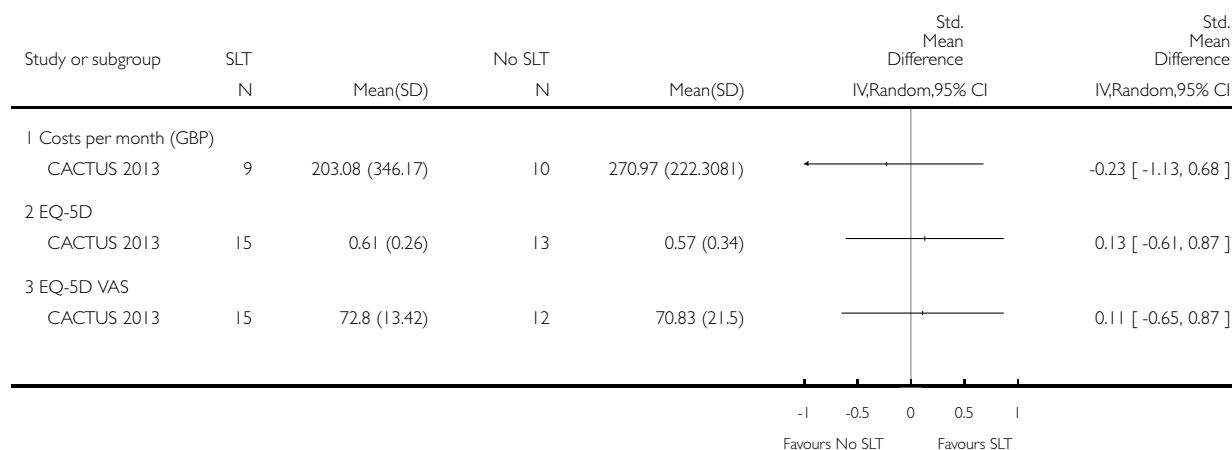 Study or subgroup SLT No SLT Std. Mean Difference Std. Mean Difference
N Mean(SD) N Mean(SD) IV,Random,95% CI IV,Random,95% CI
1 Costs per month (GBP)
CACTUS 2013 9 203.08 (346.17) 10 270.97 (222.3081) -0.23 [ -1.13, 0.68 ]
2 EQ-5D
CACTUS 2013 15 0.61 (0.26) 13 0.57 (0.34) 0.13 [ -0.61, 0.87 ]
3 EQ-5D VAS
CACTUS 2013 15 72.8 (13.42) 12 70.83 (21.5) 0.11 [ -0.65, 0.87 ]
-1 -0.5 0 0.5 1
Favours No SLT Favours SLT